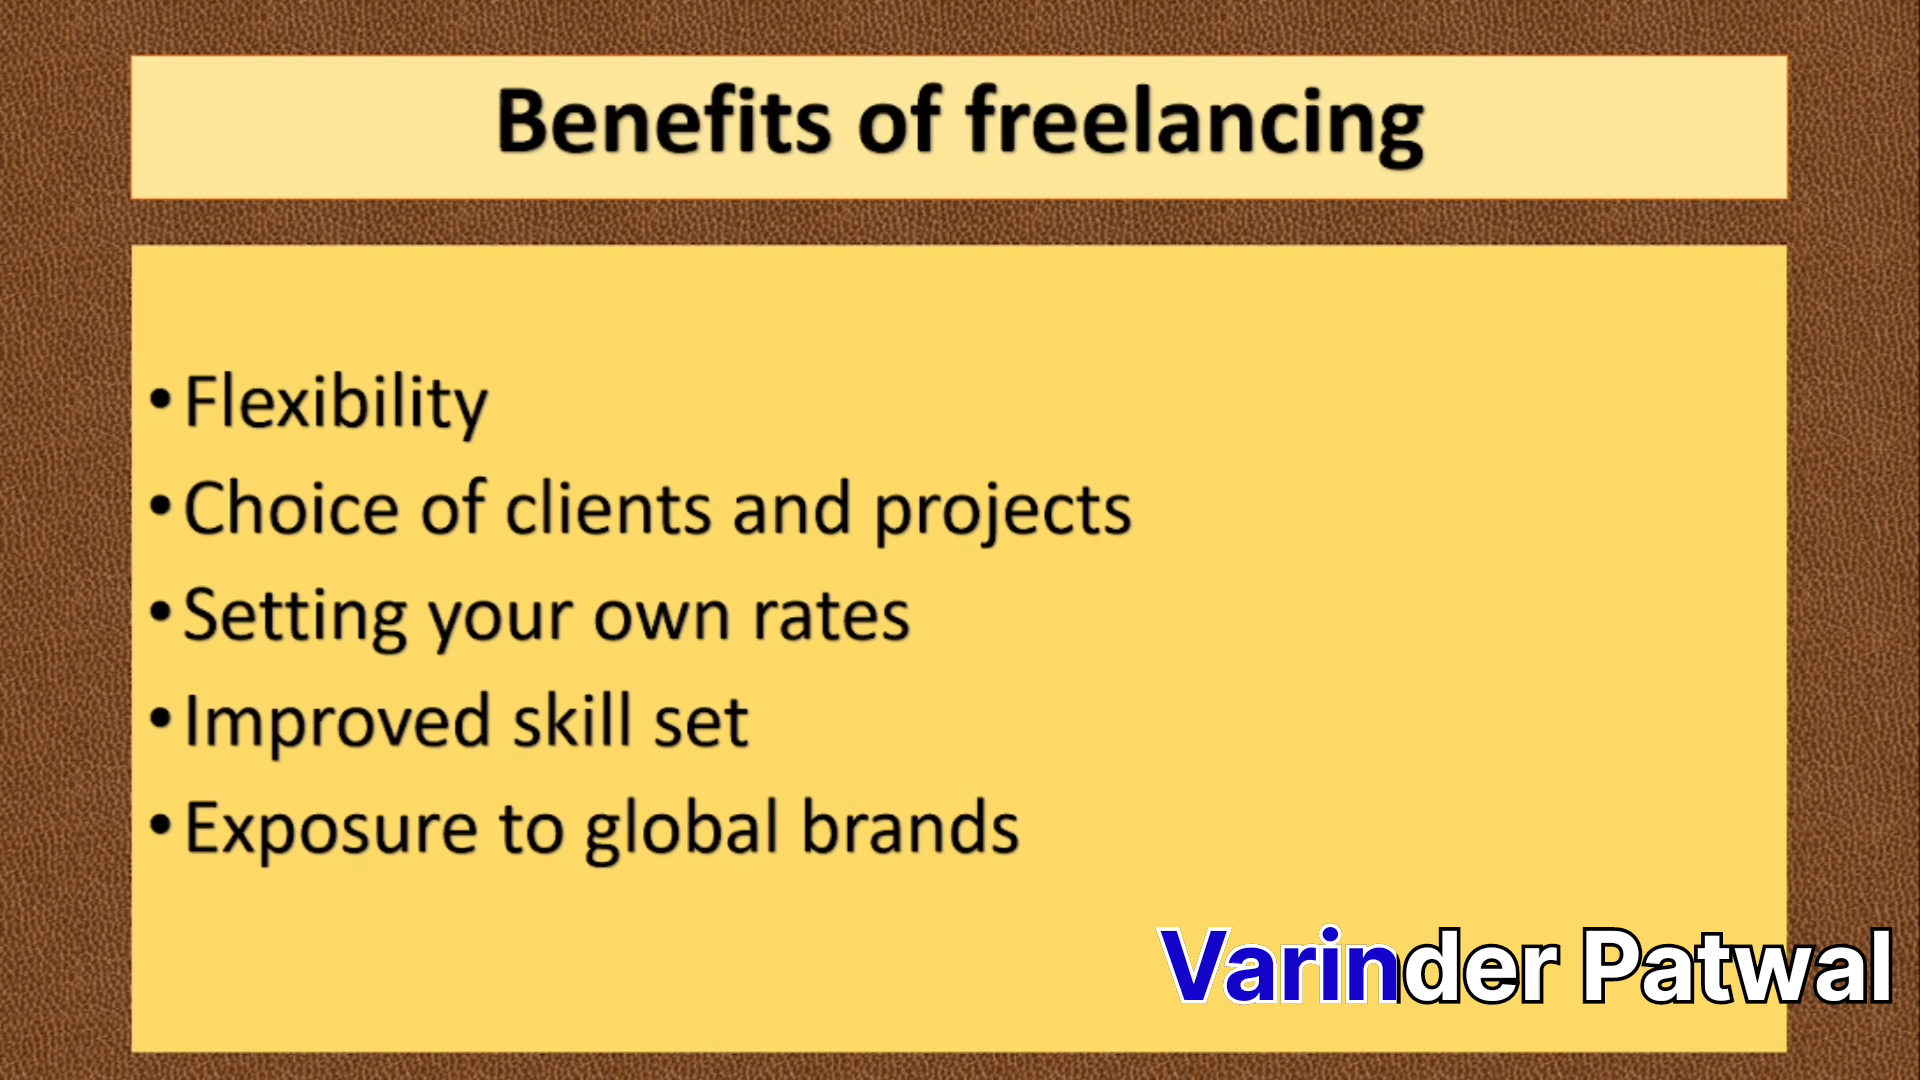 Benefits of freelancing
• Flexibility
• Choice of clients and projects
• Setting your own rates
• Improved skill set
• Exposure to global brands
Varinder Patwal